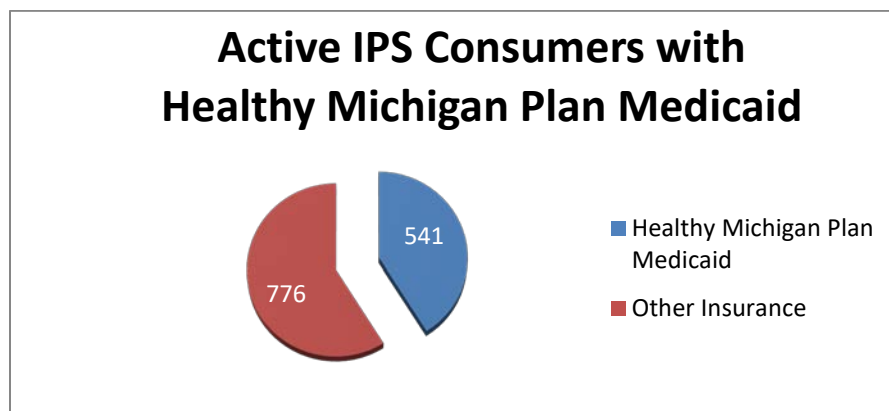 Active IPS Consumers with
Healthy Michigan Plan Medicaid
541
776
Healthy Michigan Plan
Medicaid
Other Insurance